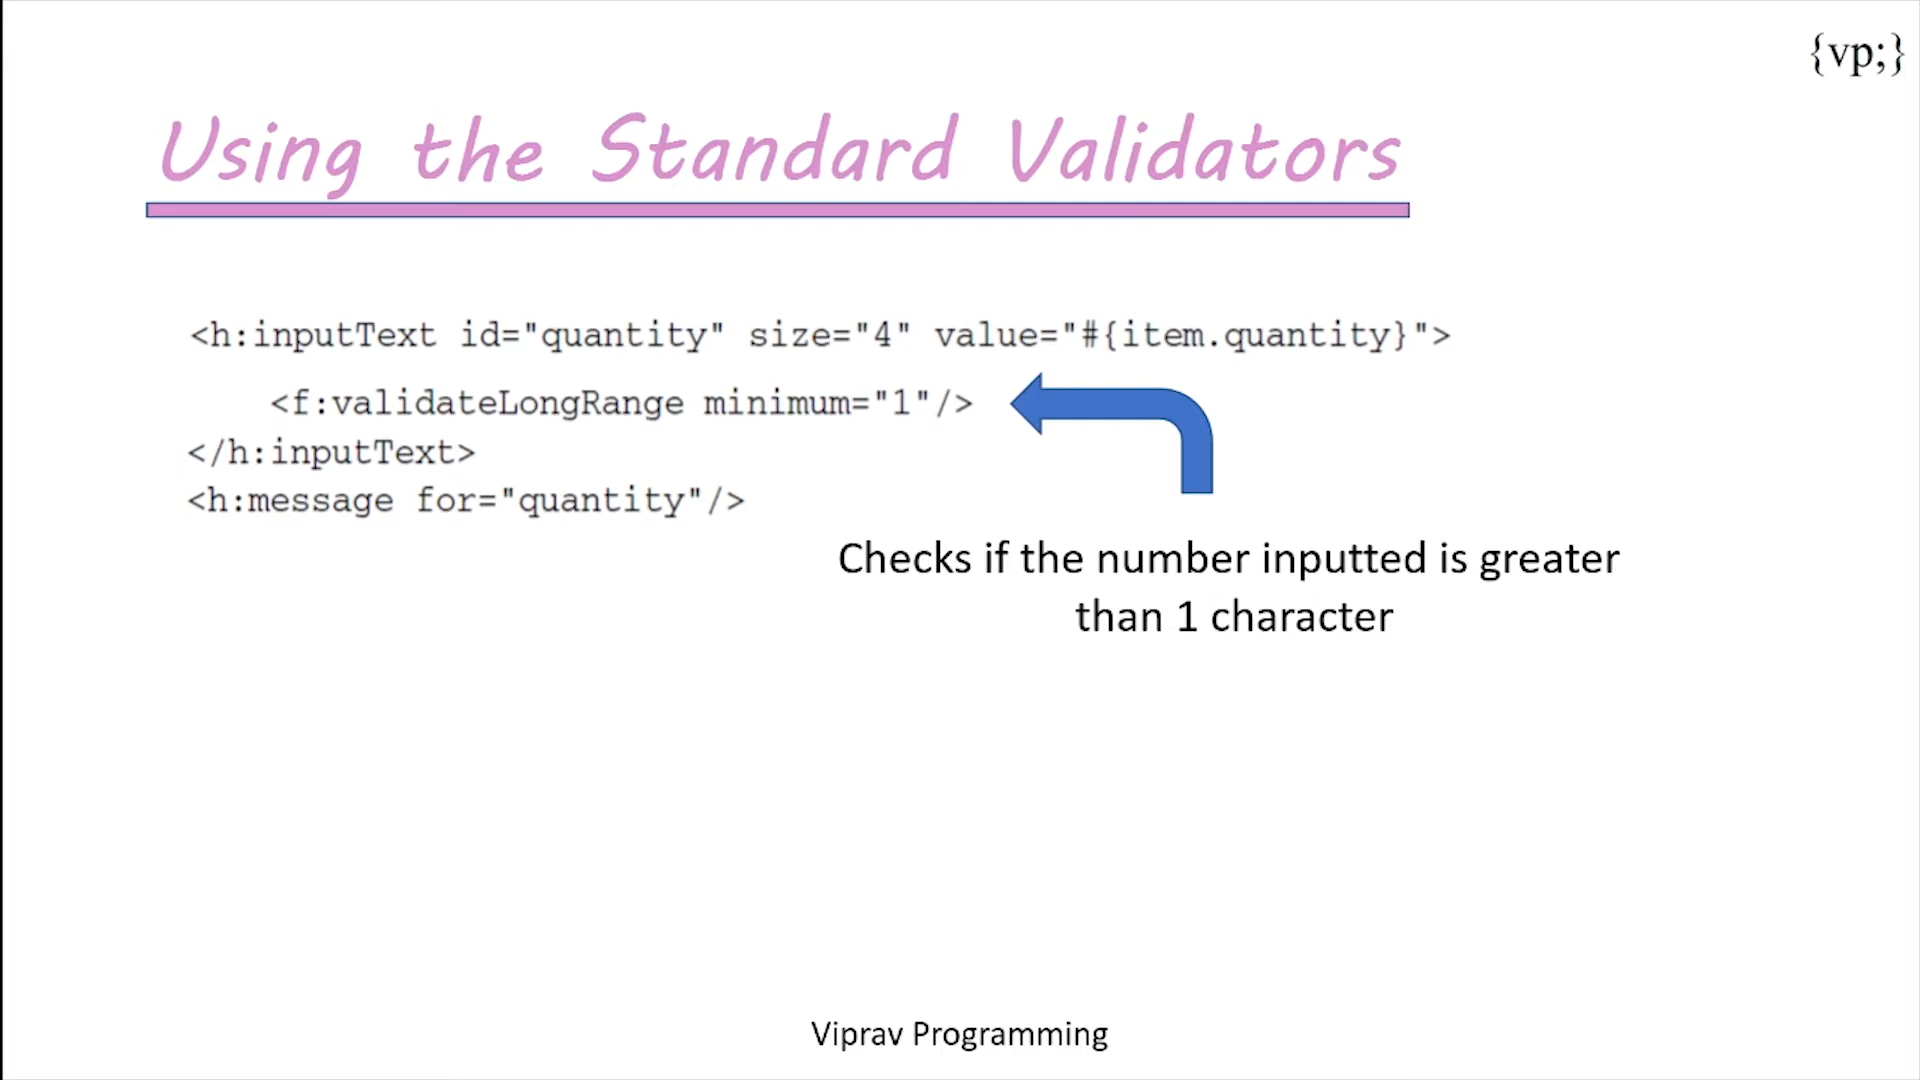 {vp;}
Using the Standard Validators
<h:inputText id="quantity" size="4" value="#{item.quantity}">
<f:validateLongRange minimum="1"/>
</h:inputText>
<h:message for="quantity"/>
Checks if the number inputted is greater
than 1 character
Viprav Programming